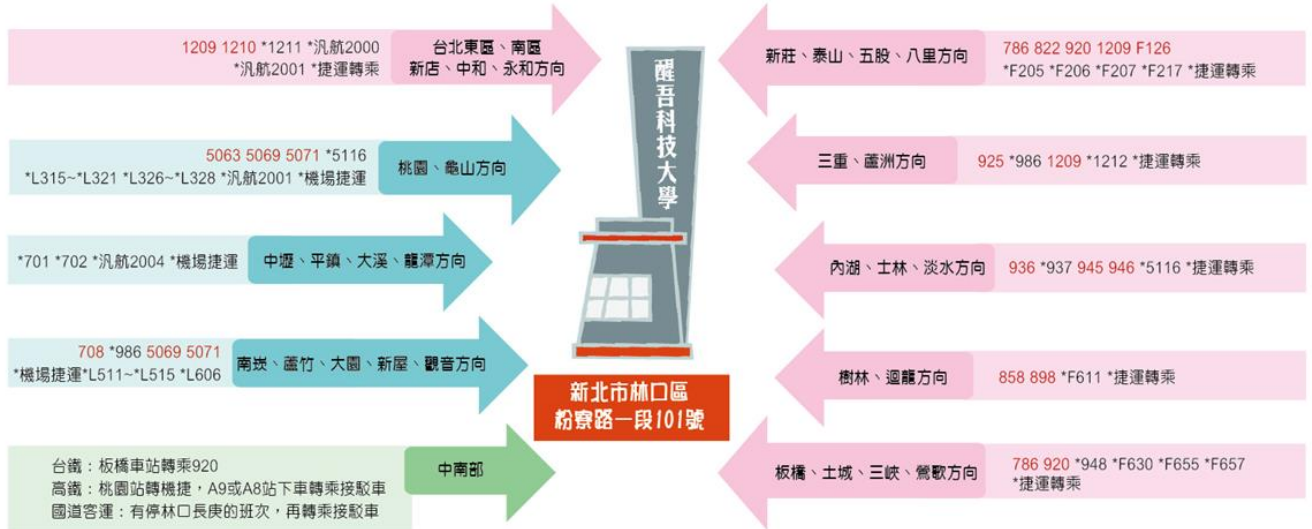 1209 1210 *1211 *汎航2000
*汎航2001 *捷運轉乘
台北東區、南區
新店、中和、永和方向
5063 5069 5071 *5116
*L315~*L321 *L326~*L328 *汎航2001 *機場捷運
桃園、龜山方向
*701 *702 *汎航2004 *機場捷運
中壢、平鎮、大溪、龍潭方向
708 *986 5069 5071
*機場捷運*L511~*L515 *L606
南崁、蘆竹、大園、新屋、觀音方向
台鐵：板橋車站轉乘920
高鐵：桃園站轉機捷，A9或A8站下車轉乘接駁車
國道客運：有停林口長庚的班次，再轉乘接駁車
中南部
醒吾科技大學
新北市林口區
粉寮路一段101號
新莊、泰山、五股、八里方向
786 822 920 1209 F126
*F205 *F206 *F207 *F217 *捷運轉乘
三重、蘆洲方向
925 *986 1209 *1212 *捷運轉乘
內湖、士林、淡水方向
936 *937 945 946 *5116 *捷運轉乘
樹林、迴龍方向
858 898 *F611 *捷運轉乘
板橋、土城、三峽、鶯歌方向
786 920 *948 *F630 *F655 *F657
*捷運轉乘